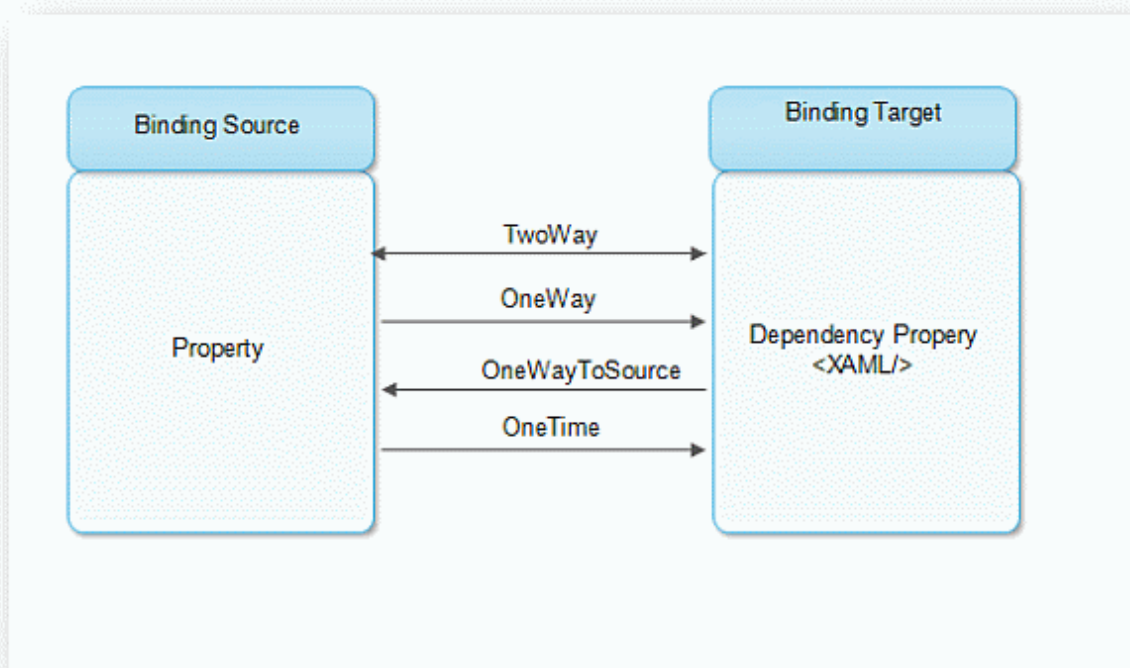 Binding Source
Binding Target
TwoWay
OneWay
Property
Dependency Propery
<XAML/>
OneWayToSource
OneTime